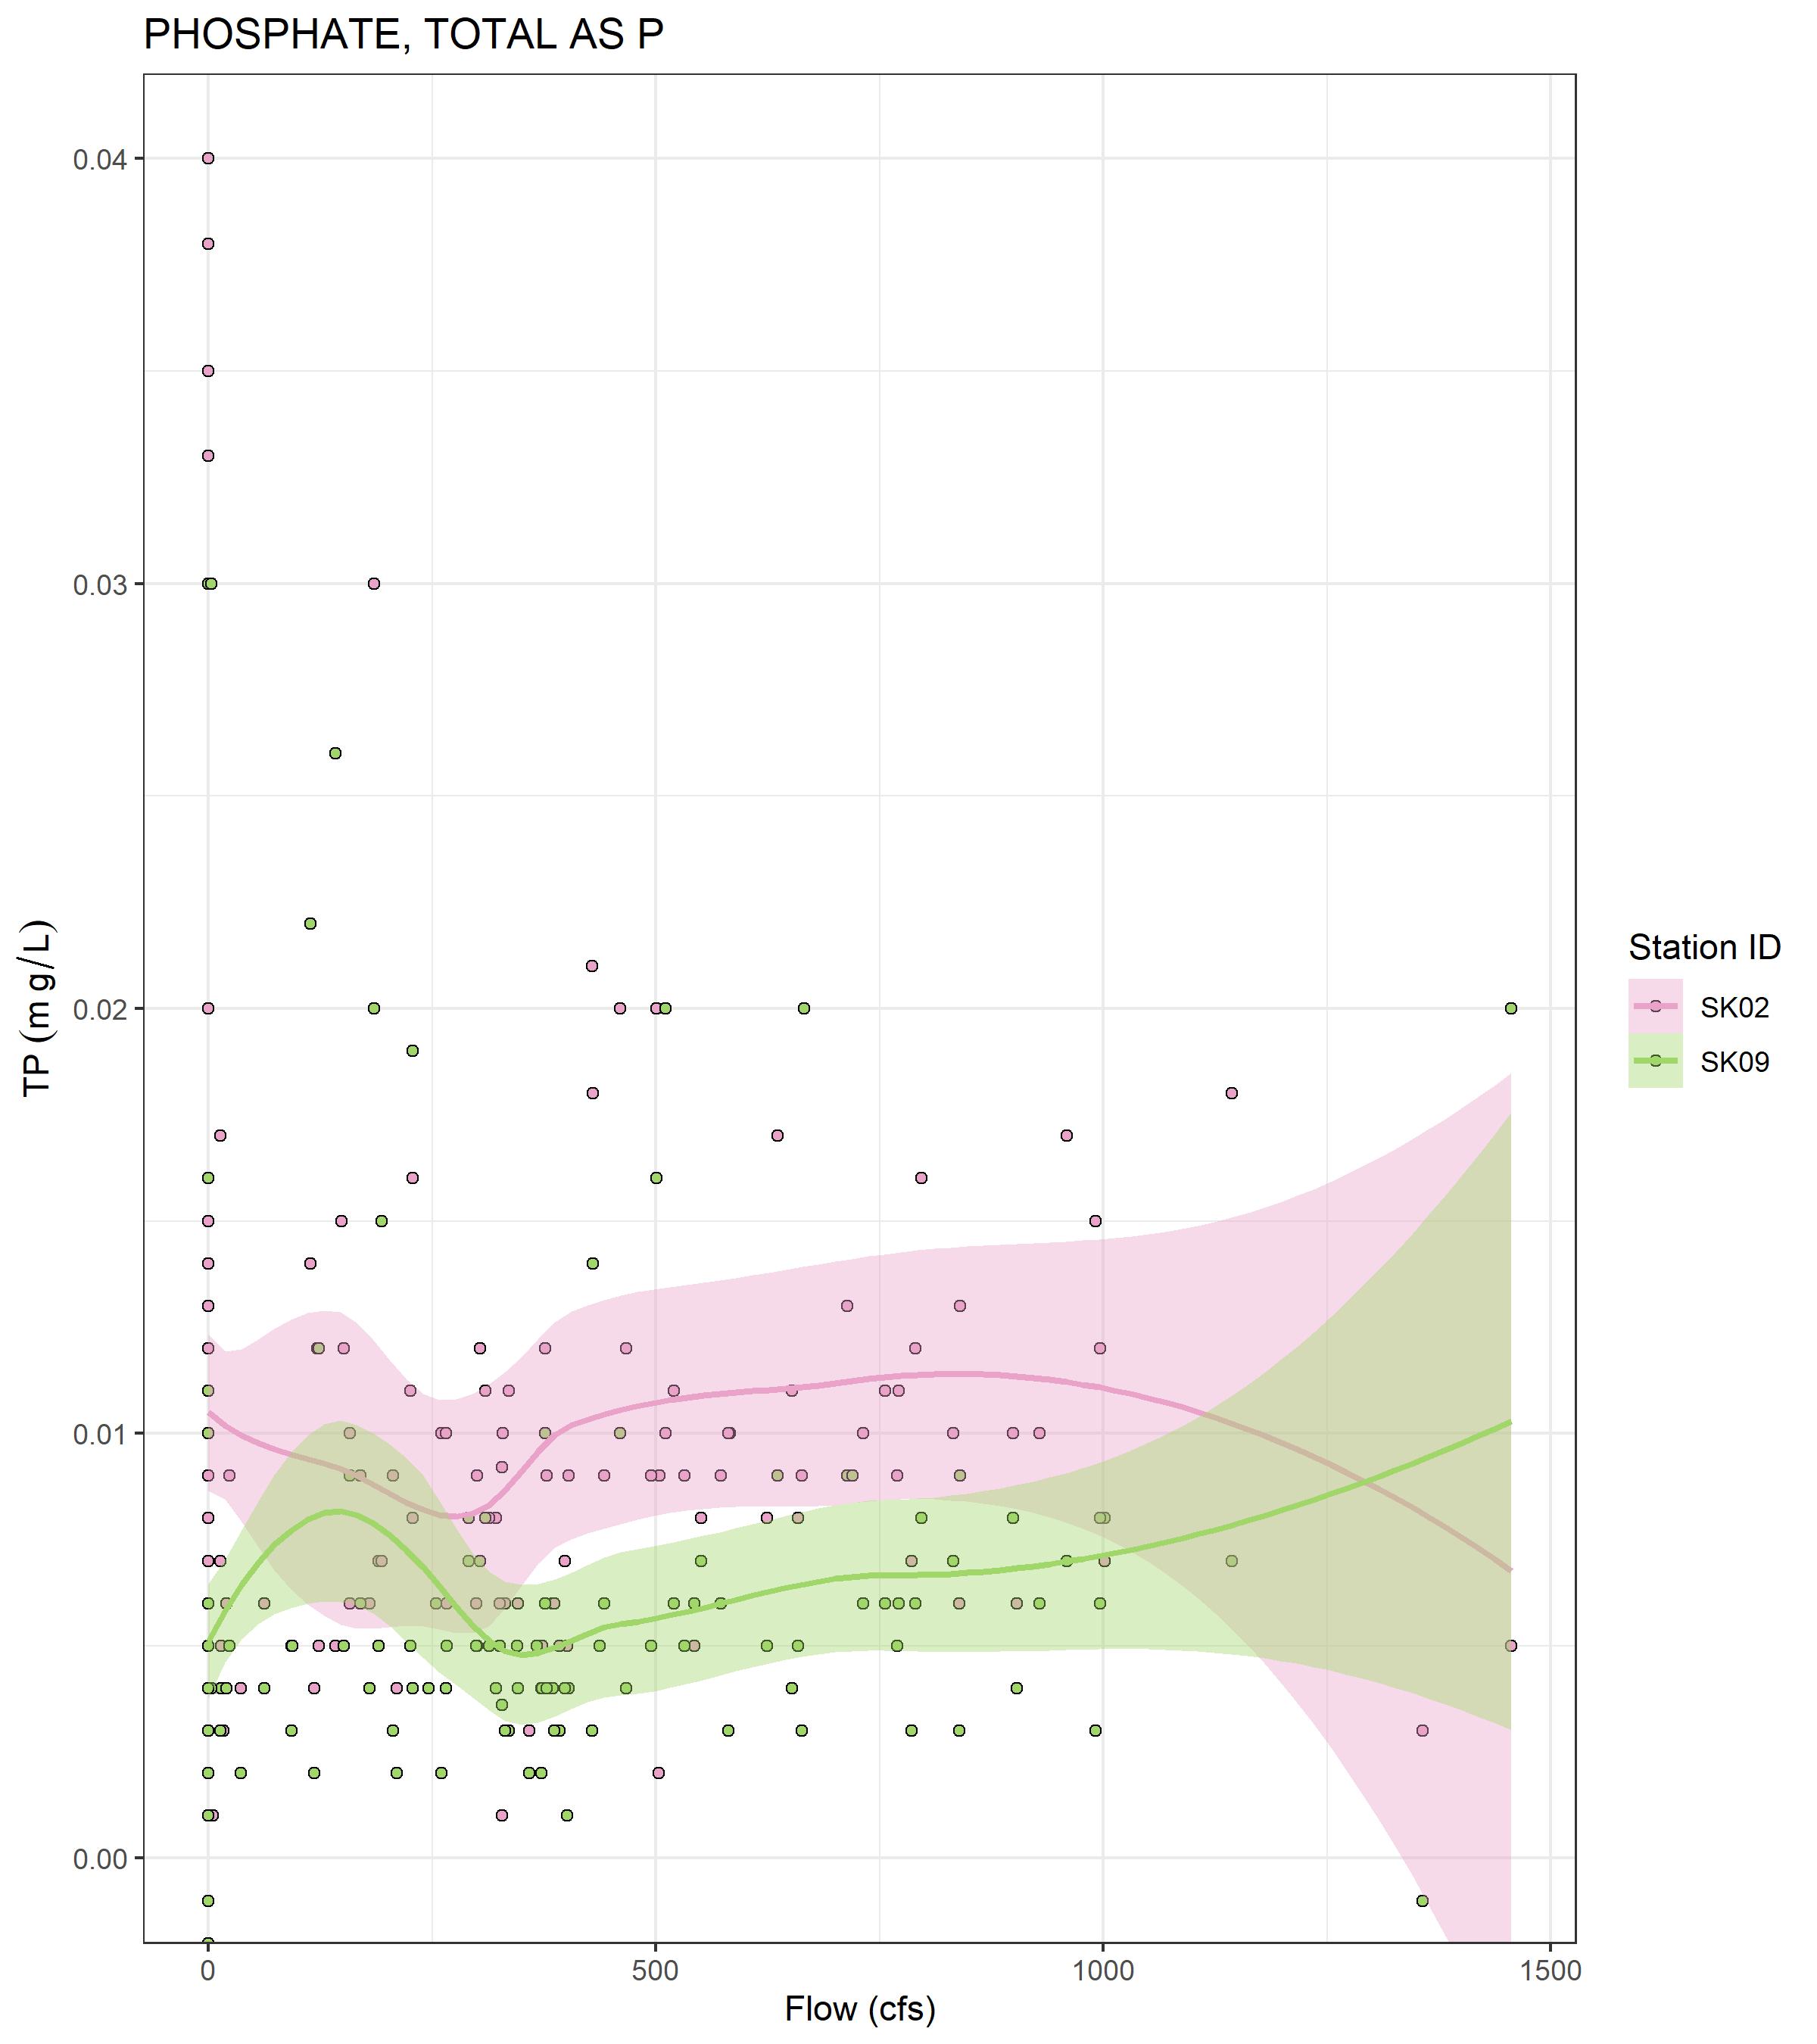 PHOSPHATE, TOTAL AS P
0.04
0.03
0.02
0.01
0.00
TP (mg/L)
0
500
1000
1500
Flow (cfs)
Station ID
SK02
SK09